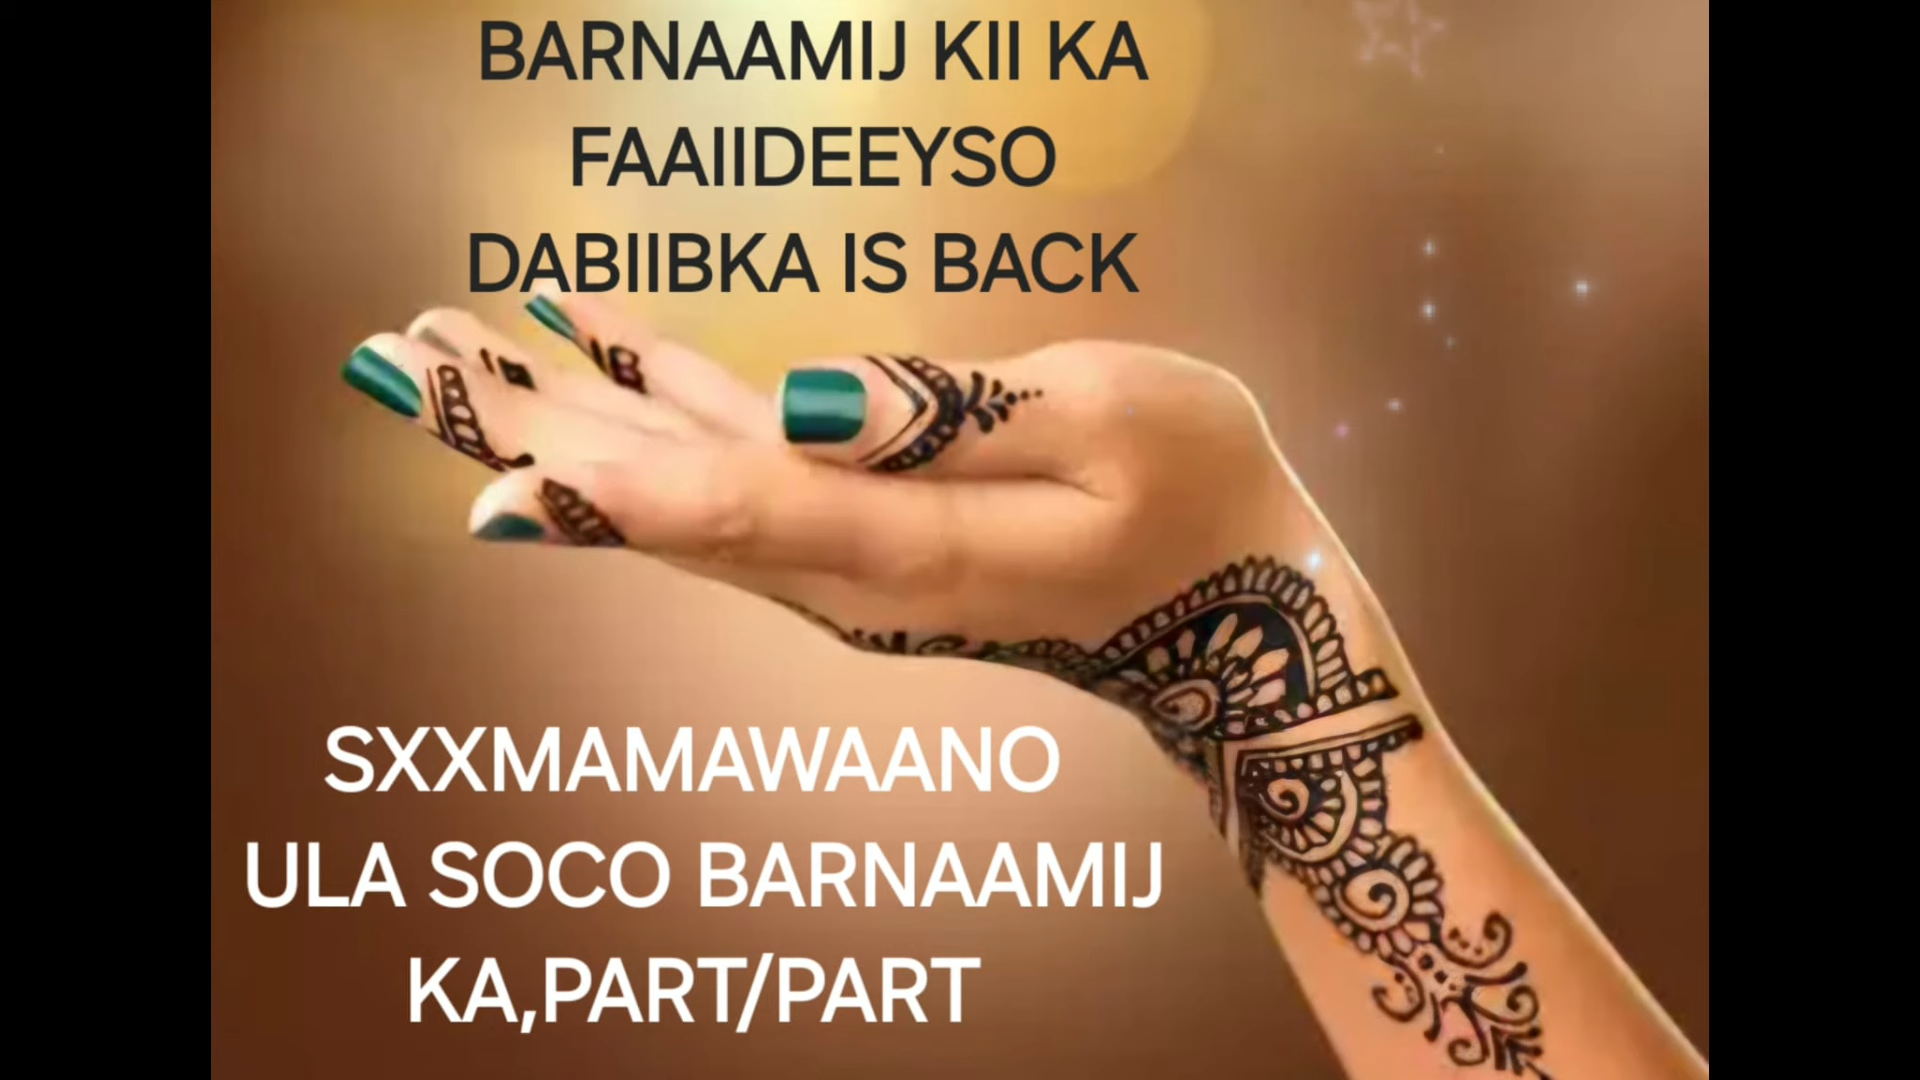 BARNAAMIJ KII KA
FAAIIDEEYSO
DABIIBKA IS BACK
SXXMAMAWAANO
ULA SOCO BARNAAMIJ
KA,PART/PART